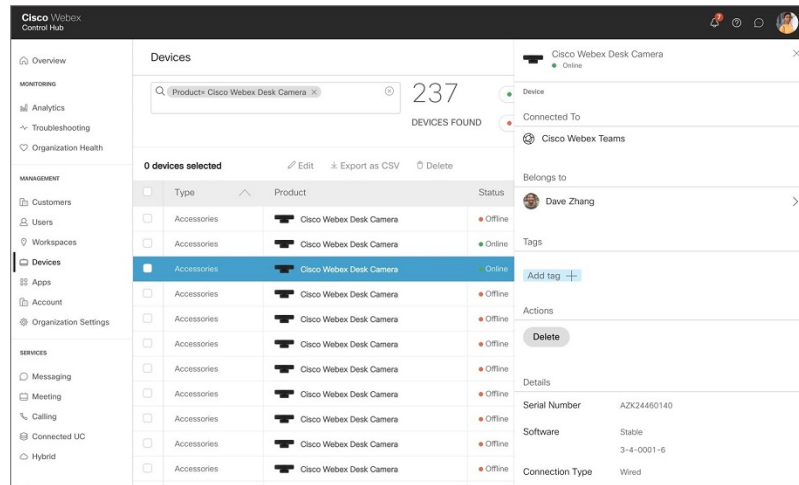 Cisco Webex
Control Hub
7
Overview
MONITORING
Analytics
Troubleshooting
Organization Health
MANAGEMENT
Customers
Users
Workspaces
Devices
Apps
Account
Organization Settings
SERVICES
Messaging
Meeting
Calling
Connected UC
Hybrid
Devices
Product= Cisco Webex Desk Camera ×
237
DEVICES FOUND
0 devices selected Edit Export as CSV Delete
Type Product Status
Accessories Cisco Webex Desk Camera Offline
Accessories Cisco Webex Desk Camera Online
Accessories Cisco Webex Desk Camera Online
Accessories Cisco Webex Desk Camera Offline
Accessories Cisco Webex Desk Camera Offline
Accessories Cisco Webex Desk Camera Offline
Accessories Cisco Webex Desk Camera Offline
Accessories Cisco Webex Desk Camera Offline
Accessories Cisco Webex Desk Camera Offline
Accessories Cisco Webex Desk Camera Offline
Accessories Cisco Webex Desk Camera Offline
Cisco Webex Desk Camera
Online
Device
Connected To
Cisco Webex Teams
Belongs to
Dave Zhang
Tags
Add tag +
Actions
Delete
Details
Serial Number AZK24460140
Software Stable
3-4-0001-6
Connection Type Wired